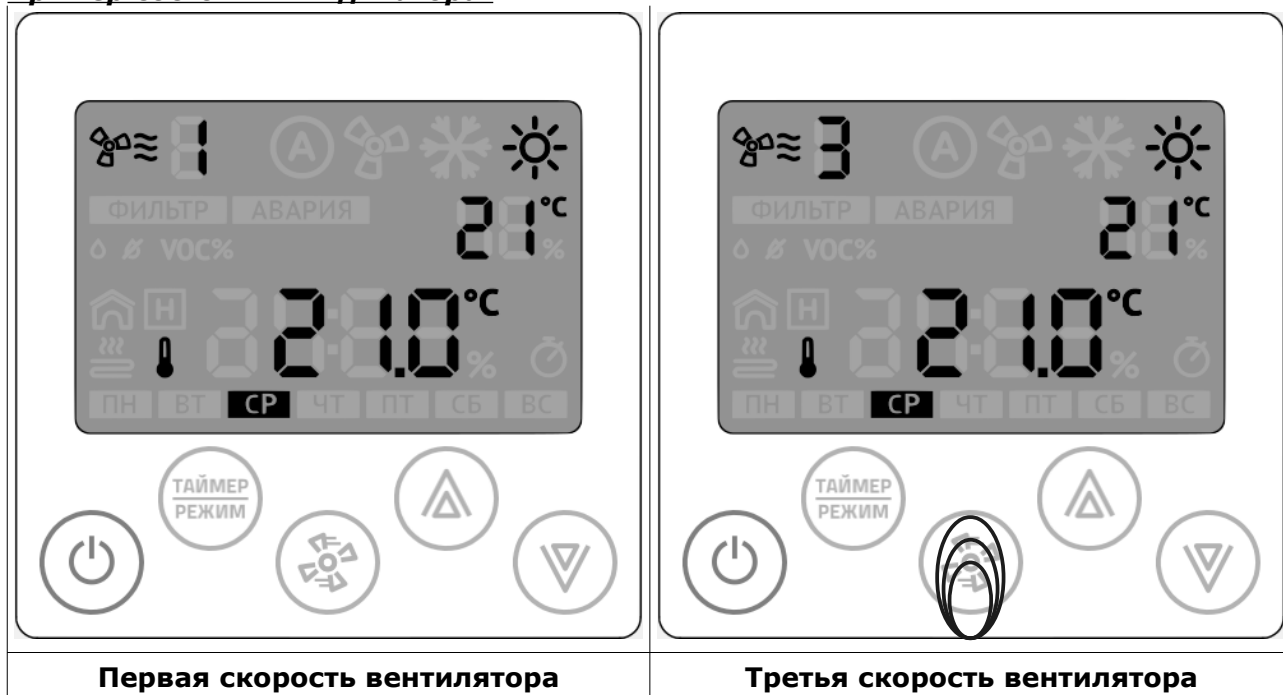 1 A
21°C
ФИЛЬТР АВАРИЯ
VOC% %
H 21.0°C
%
ПН ВТ СР ЧТ ПТ СБ ВС
ТАЙМЕР
РЕЖИМ
Первая скорость вентилятора
3 A
21°C
ФИЛЬТР АВАРИЯ
VOC% %
H 21.0°C
%
ПН ВТ СР ЧТ ПТ СБ ВС
ТАЙМЕР
РЕЖИМ
Третья скорость вентилятора